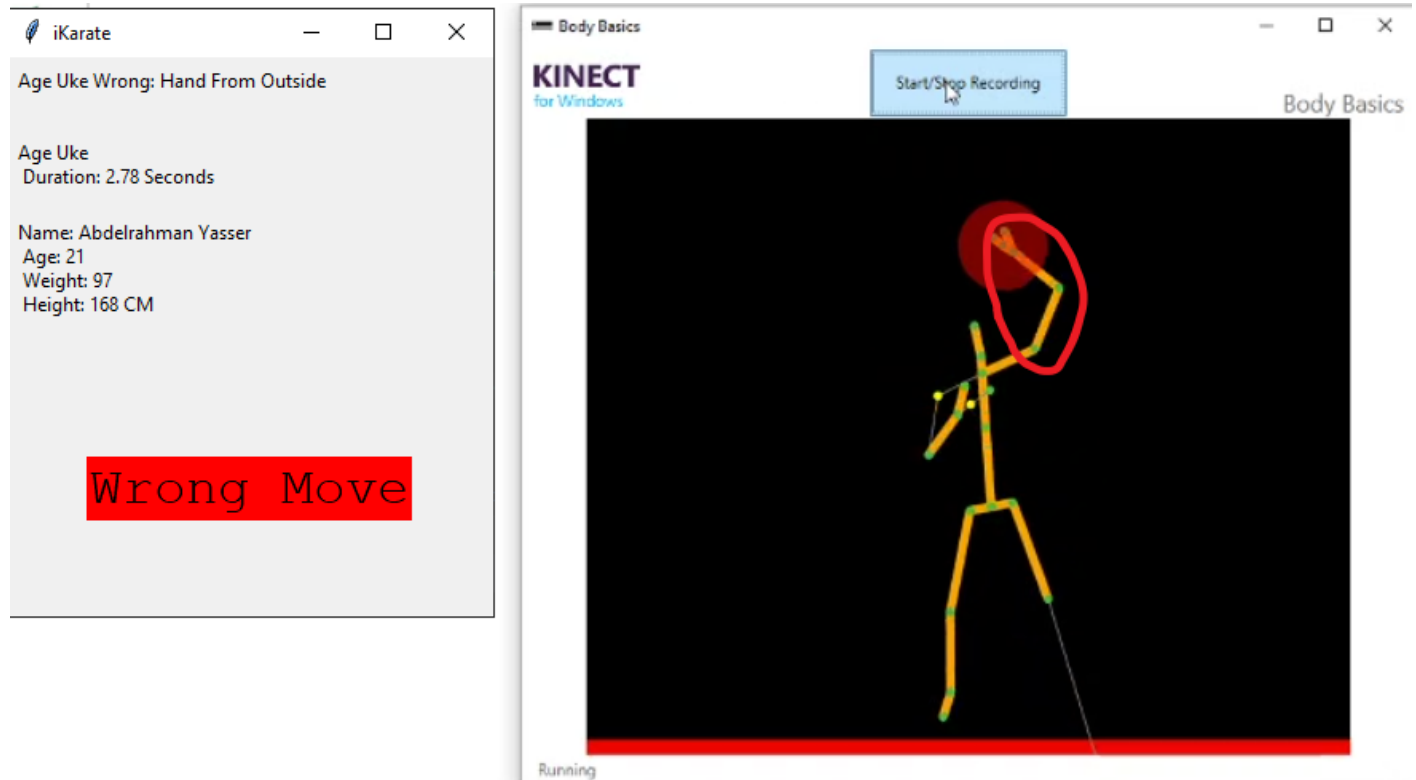 iKarate
Age Uke Wrong: Hand From Outside
Age Uke
Duration: 2.78 Seconds
Name: Abdelrahman Yasser
Age: 21
Weight: 97
Height: 168 CM
Wrong Move
Body Basics
KINECT
for Windows
Start/Stop Recording
Body Basics
Running